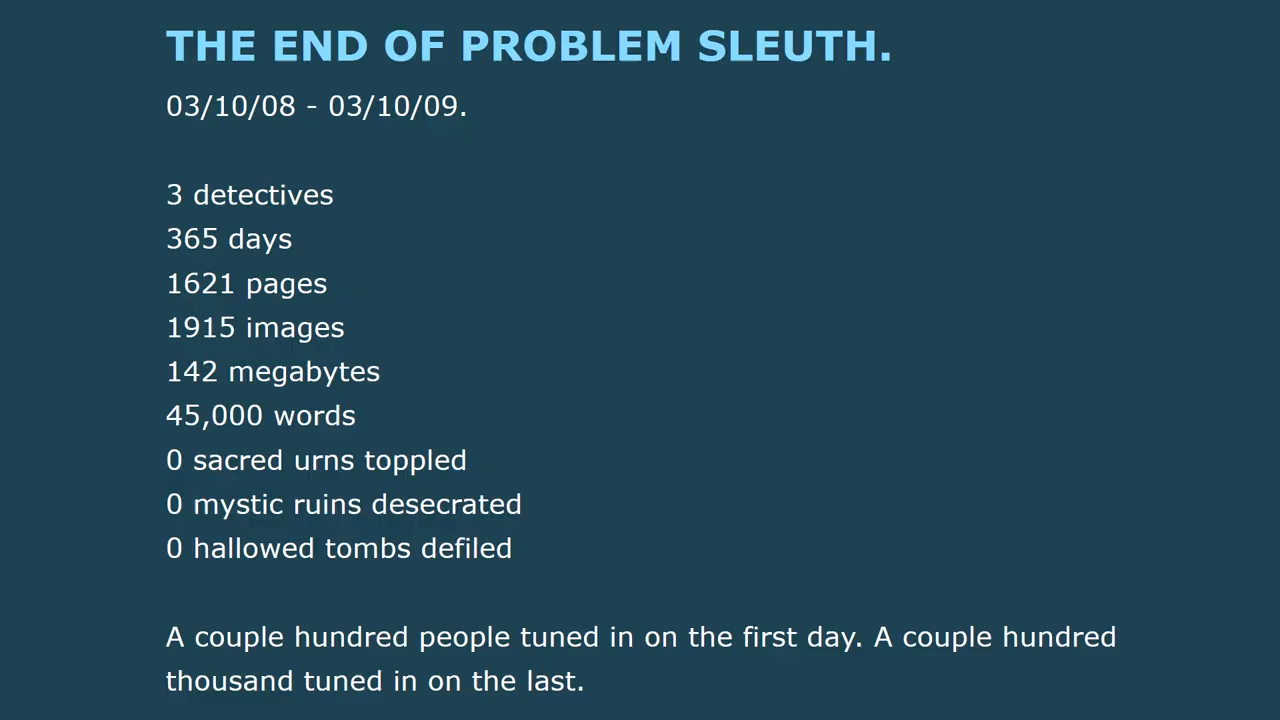 THE END OF PROBLEM SLEUTH.
03/10/08 - 03/10/09.
3 detectives
365 days
1621 pages
1915 images
142 megabytes
45,000 words
0 sacred urns toppled
0 mystic ruins desecrated
0 hallowed tombs defiled
A couple hundred people tuned in on the first day. A couple hundred
thousand tuned in on the last.